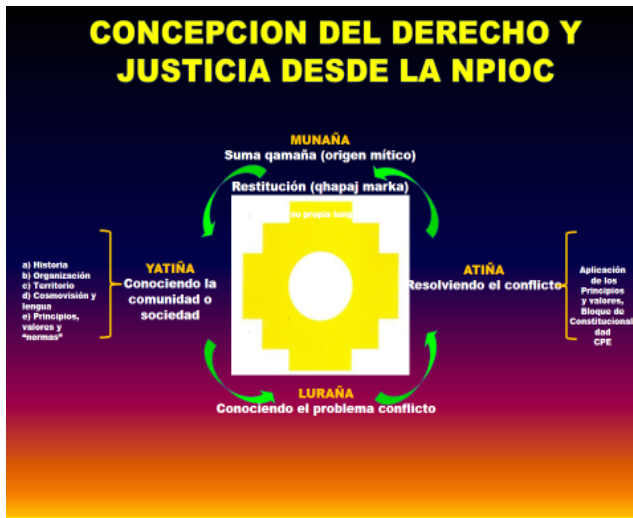 CONCEPCION DEL DERECHO Y
JUSTICIA DESDE LA NPIOC
MUNAÑA
Suma qamaña (origen mítico)
Restitución (qhapaj marka)
su propia leng
a) Historia
b) Organización
c) Territorio
d) Cosmovisión y
lengua
e) Principios,
valores y
“normas”
YATIÑA
Conociendo la
comunidad o
sociedad
ATIÑA
Resolviendo el conflicto
Aplicación
de los
Principios
y valores,
Bloque de
Constitucional
dad
CPE
LURAÑA
Conociendo el problema conflicto